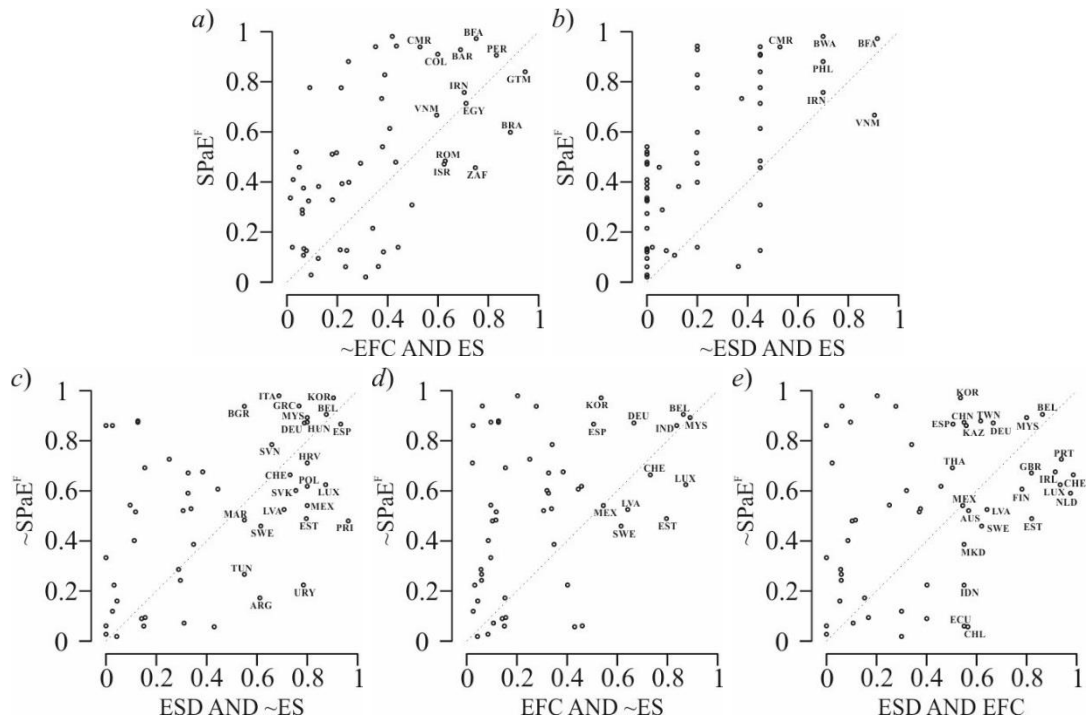 a)
SPaE^F
1
0.8
0.6
0.4
0.2
0
BFA
CMR
BAR
PER
COL
GTM
IRN
EGY
VNM
BRA
ROM
ISR
ZAF
0 0.2 0.4 0.6 0.8 1
~EFC AND ES
b)
SPaE^F
1
0.8
0.6
0.4
0.2
0
CMR
BWA
BFA
PHL
IRN
VNM
0 0.2 0.4 0.6 0.8 1
~ESD AND ES
c)
~SPaE^F
1
0.8
0.6
0.4
0.2
0
ITA
KOR
BGR
GRC
BEL
MYS
DEU
HUN
ESP
SVN
HRV
CHE
POL
SVK
LUX
LVA
MEX
MAR
SWE
EST
PRI
TUN
URY
ARG
0 0.2 0.4 0.6 0.8 1
ESD AND ~ES
d)
~SPaE^F
1
0.8
0.6
0.4
0.2
0
KOR
ESP
DEU
BEL
IND
MYS
CHE
LUX
LVA
MEX
SWE
EST
0 0.2 0.4 0.6 0.8 1
EFC AND ~ES
e)
~SPaE^F
1
0.8
0.6
0.4
0.2
0
KOR
CHN
TWN
BEL
ESP
KAZ
DEU
MYS
THA
PRT
GBR
IRL
CHE
MEX
FIN
LUX
NLD
AUS
LVA
SWE
EST
MKD
IDN
ECU
CHL
0 0.2 0.4 0.6 0.8 1
ESD AND EFC